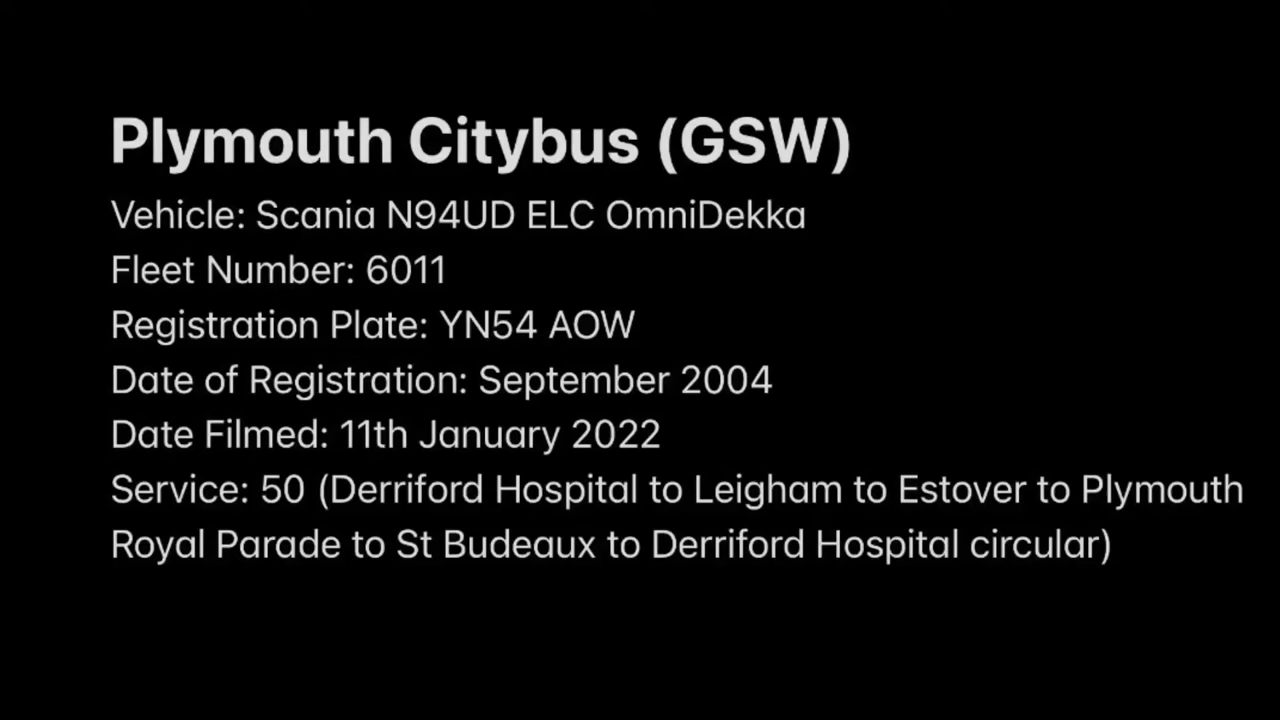 Plymouth Citybus (GSW)
Vehicle: Scania N94UD ELC OmniDekka
Fleet Number: 6011
Registration Plate: YN54 AOW
Date of Registration: September 2004
Date Filmed: 11th January 2022
Service: 50 (Derriford Hospital to Leigham to Estover to Plymouth
Royal Parade to St Budeaux to Derriford Hospital circular)